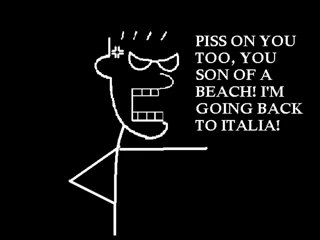 PISS ON YOU
TOO, YOU
SON OF A
BEACH! I'M
GOING BACK
TO ITALIA!